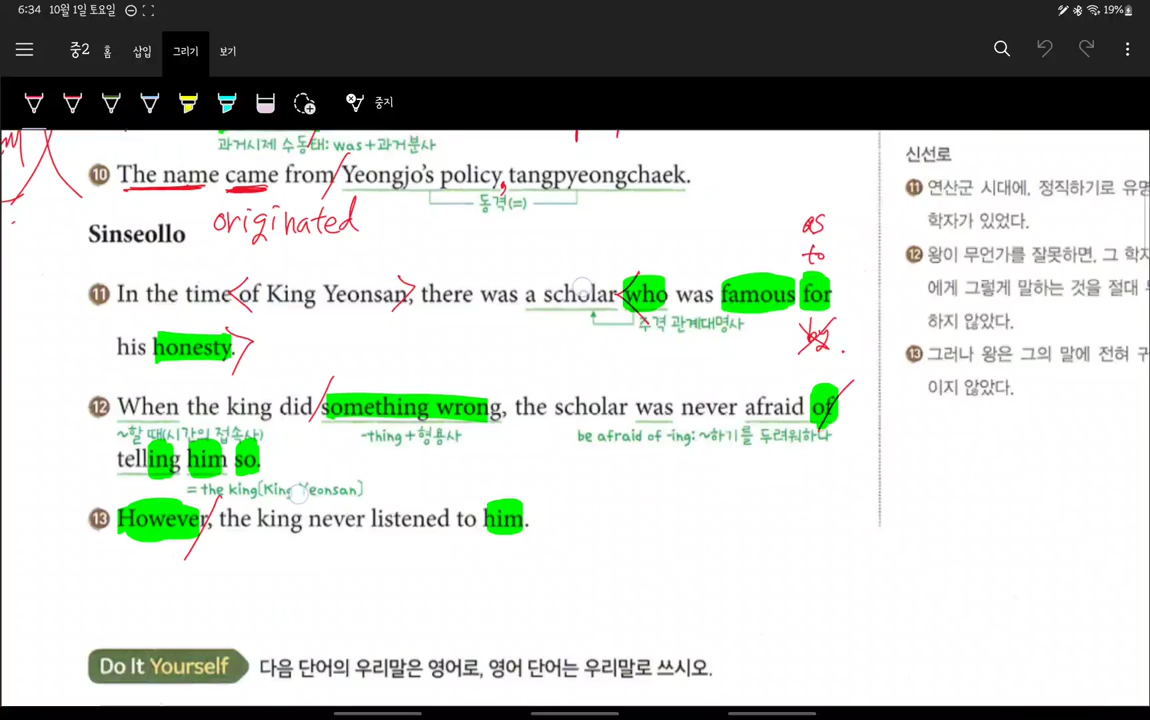 6:34 10월 1일 토요일 19%
중2 홈 삽입 그리기 보기
중지
과거시제 수동태: was+과거분사
⑩ The name came from Yeongjo's policy, tangpyeongchaek.
동격(=)
originated
Sinseollo
as
to
⑪ In the time of King Yeonsan, there was a scholar who was famous for
주격 관계대명사
his honesty.
⑫ When the king did something wrong, the scholar was never afraid of
~할 때(시간의 접속사) -thing+형용사 be afraid of -ing: ~하기를 두려워하다
telling him so.
= the king[King Yeonsan]
⑬ However, the king never listened to him.
신선로
⑪ 연산군 시대에, 정직하기로 유명
학자가 있었다.
⑫ 왕이 무언가를 잘못하면, 그 학
에게 그렇게 말하는 것을 절대
하지 않았다.
⑬ 그러나 왕은 그의 말에 전혀 귀
이지 않았다.
Do It Yourself 다음 단어의 우리말은 영어로, 영어 단어는 우리말로 쓰시오.